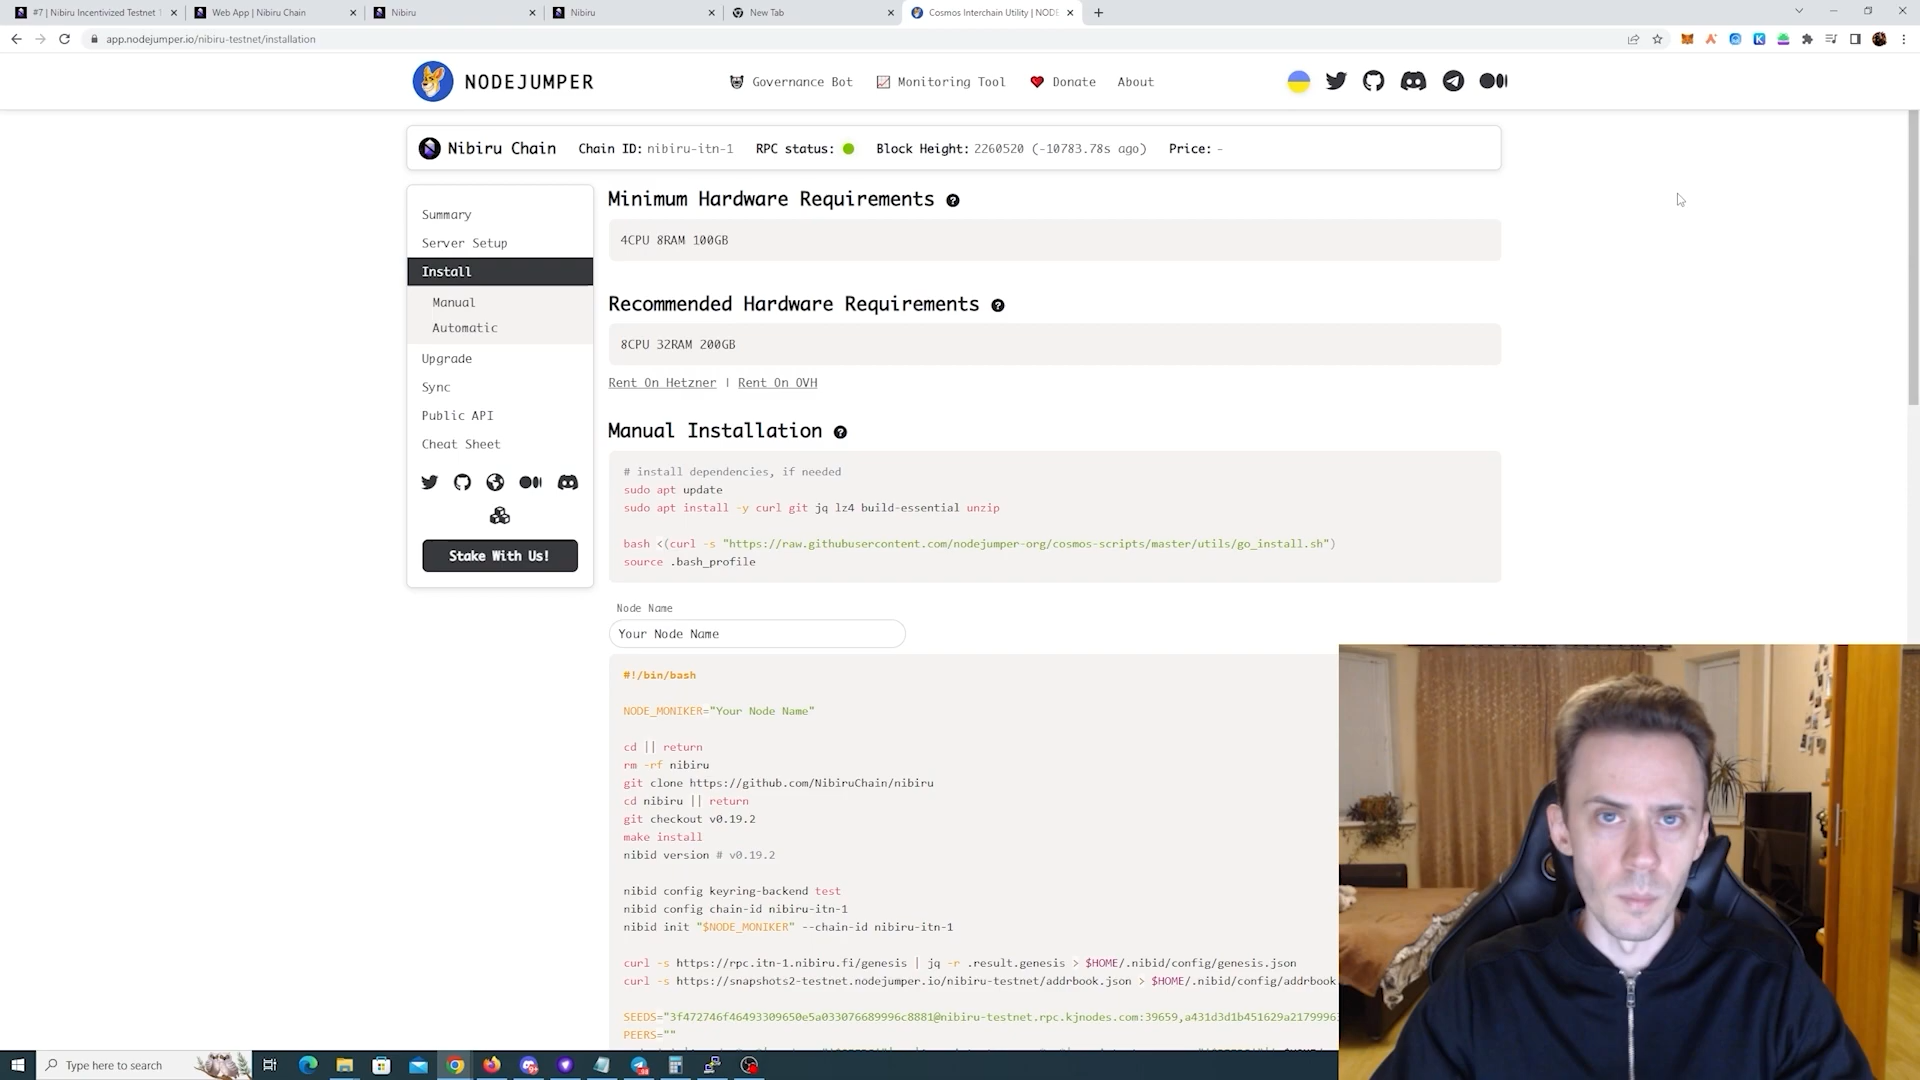 #7 | Nibiru Incentivized Testnet
Web App | Nibiru Chain
Nibiru
Nibiru
New Tab
Cosmos Interchain Utility | NODE
app.nodejumper.io/nibiru-testnet/installation
NODEJUMPER
Governance Bot
Monitoring Tool
Donate
About
Nibiru Chain
Chain ID: nibiru-itn-1
RPC status:
Block Height: 2260520 (-10783.78s ago)
Price: -
Summary
Server Setup
Install
Manual
Automatic
Upgrade
Sync
Public API
Cheat Sheet
Stake With Us!
Minimum Hardware Requirements ?
4CPU 8RAM 100GB
Recommended Hardware Requirements ?
8CPU 32RAM 200GB
Rent On Hetzner | Rent On OVH
Manual Installation ?
# install dependencies, if needed
sudo apt update
sudo apt install -y curl git jq lz4 build-essential unzip
bash <(curl -s "https://raw.githubusercontent.com/nodejumper-org/cosmos-scripts/master/utils/go_install.sh")
source .bash_profile
Node Name
Your Node Name
#!/bin/bash
NODE_MONIKER="Your Node Name"
cd || return
rm -rf nibiru
git clone https://github.com/NibiruChain/nibiru
cd nibiru || return
git checkout v0.19.2
make install
nibid version # v0.19.2
nibid config keyring-backend test
nibid config chain-id nibiru-itn-1
nibid init "$NODE_MONIKER" --chain-id nibiru-itn-1
curl -s https://rpc.itn-1.nibiru.fi/genesis | jq -r .result.genesis > $HOME/.nibid/config/genesis.json
curl -s https://snapshots2-testnet.nodejumper.io/nibiru-testnet/addrbook.json > $HOME/.nibid/config/addrbook
SEEDS="3f472746f46493309650e5a033076689996c8881@nibiru-testnet.rpc.kjnodes.com:39659,a431d3d1b451629a2179996
PEERS=""
Type here to search